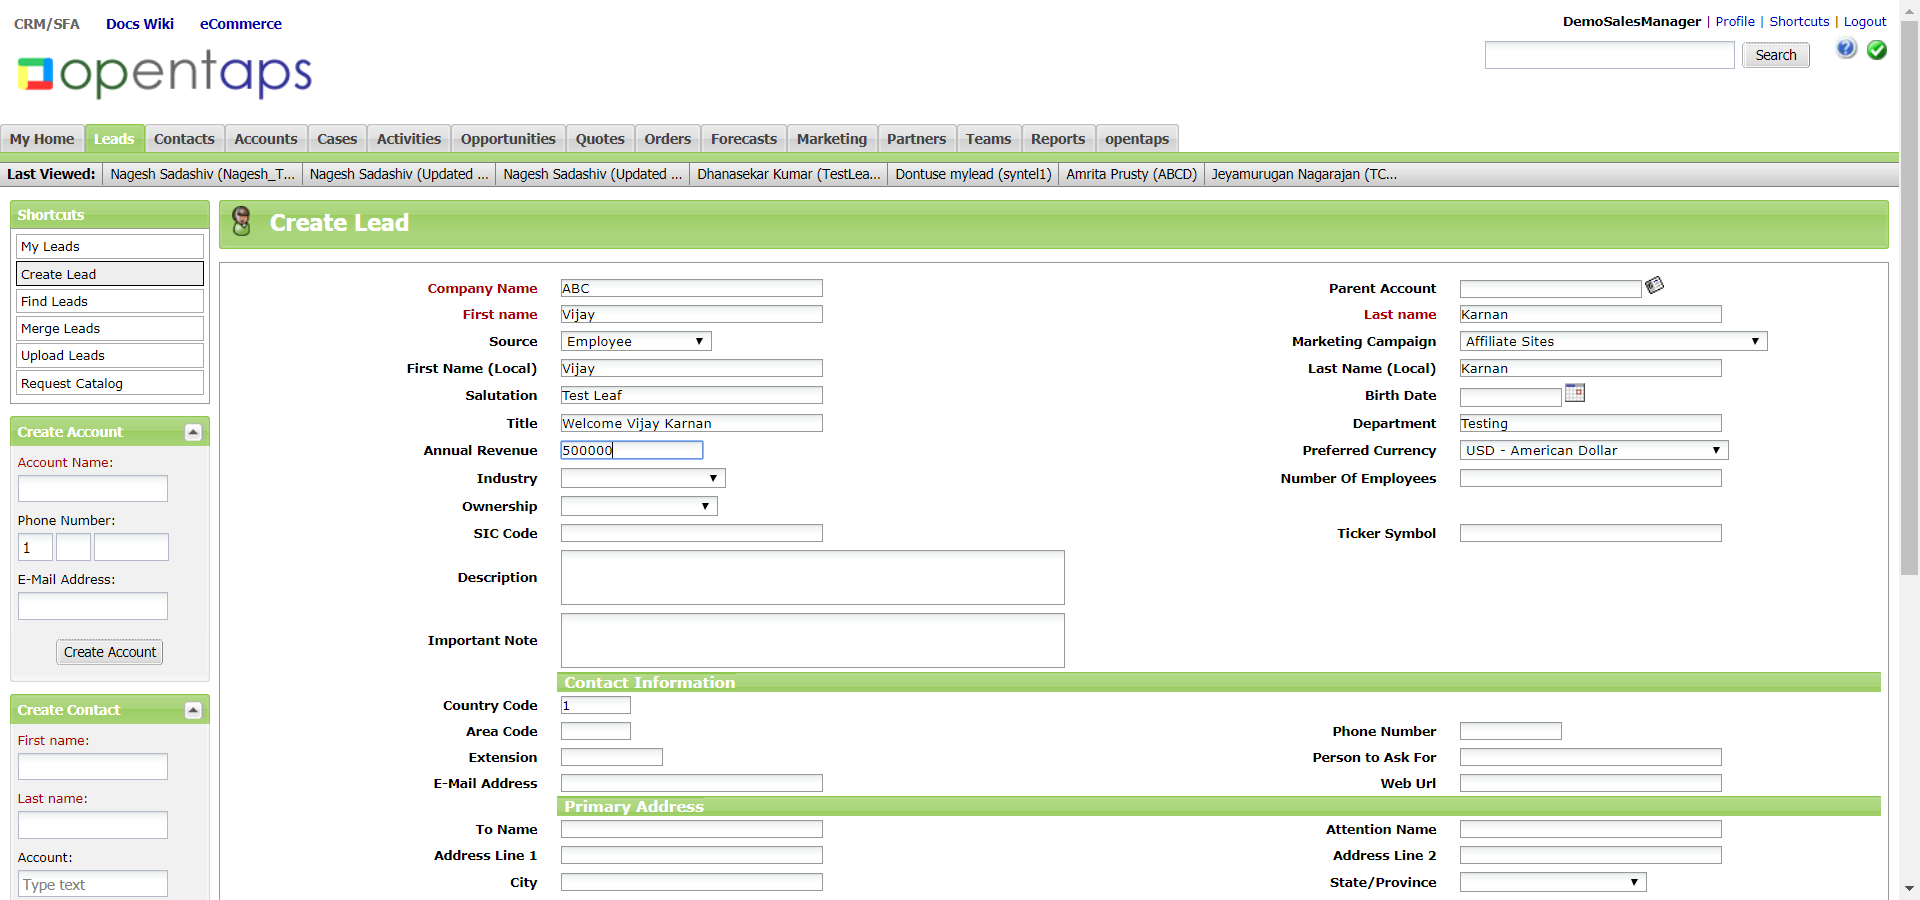 CRM/SFA Docs Wiki eCommerce
DemoSalesManager | Profile | Shortcuts | Logout
opentaps
Search
My Home Leads Contacts Accounts Cases Activities Opportunities Quotes Orders Forecasts Marketing Partners Teams Reports opentaps
Last Viewed: Nagesh Sadashiv (Nagesh_T... Nagesh Sadashiv (Updated ... Nagesh Sadashiv (Updated ... Dhanasekar Kumar (TestLea... Dontuse mylead (syntel1) Amrita Prusty (ABCD) Jeyamurugan Nagarajan (TC...
Shortcuts
My Leads
Create Lead
Find Leads
Merge Leads
Upload Leads
Request Catalog
Create Account
Account Name:
Phone Number:
1
E-Mail Address:
Create Account
Create Contact
First name:
Last name:
Account:
Type text
Create Lead
Company Name ABC Parent Account
First name Vijay Last name Karnan
Source Employee Marketing Campaign Affiliate Sites
First Name (Local) Vijay Last Name (Local) Karnan
Salutation Test Leaf Birth Date
Title Welcome Vijay Karnan Department Testing
Annual Revenue 500000 Preferred Currency USD - American Dollar
Industry Number Of Employees
Ownership
SIC Code Ticker Symbol
Description
Important Note
Contact Information
Country Code 1
Area Code Phone Number
Extension Person to Ask For
E-Mail Address Web Url
Primary Address
To Name Attention Name
Address Line 1 Address Line 2
City State/Province